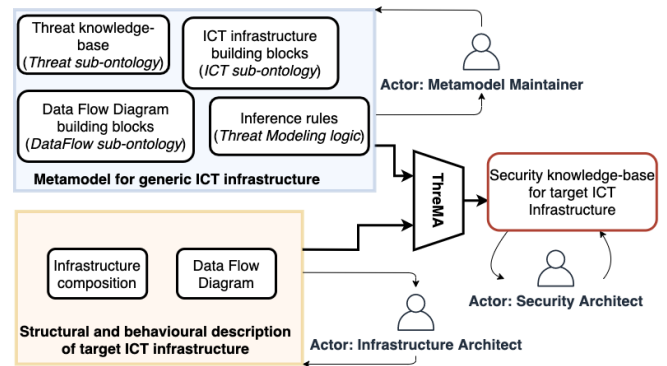 Threat knowledge-
base
(Threat sub-ontology)
ICT infrastructure
building blocks
(ICT sub-ontology)
Data Flow Diagram
building blocks
(DataFlow sub-ontology)
Inference rules
(Threat Modeling logic)
Metamodel for generic ICT infrastructure
Actor: Metamodel Maintainer
ThreMA
Security knowledge-base
for target ICT
Infrastructure
Actor: Security Architect
Infrastructure
composition
Data Flow
Diagram
Structural and behavioural description
of target ICT infrastructure
Actor: Infrastructure Architect